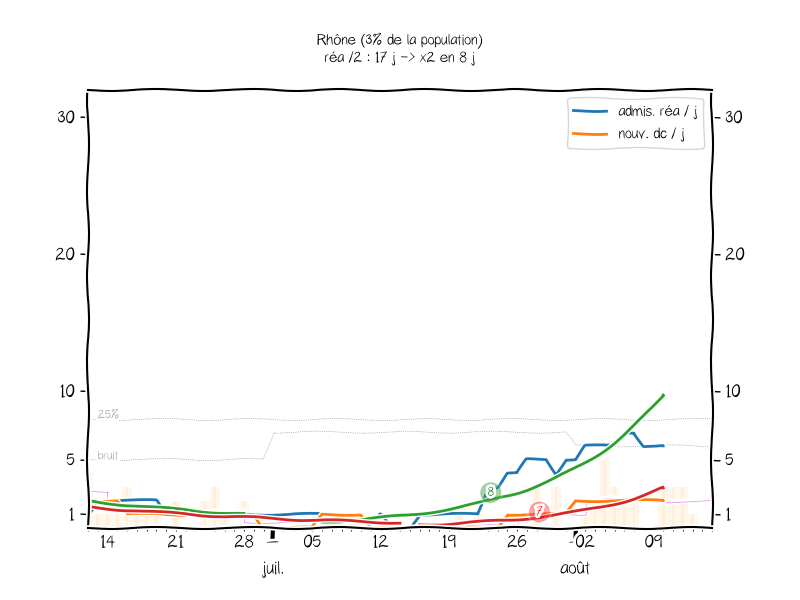 Rhône (3% de la population)
réa /2 : 17 j -> x2 en 8 j
admis. réa / j
nouv. dc / j
30
30
20
20
10
10
25%
bruit
5
5
8
7
1
1
14 21 28 05 12 19 26 02 09
juil. août